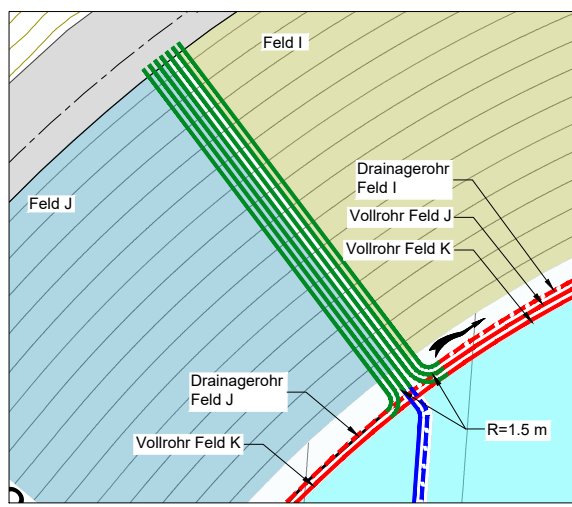 Feld I
Drainagerohr
Feld I
Feld J
Vollrohr Feld J
Vollrohr Feld K
Drainagerohr
Feld J
R=1.5 m
Vollrohr Feld K